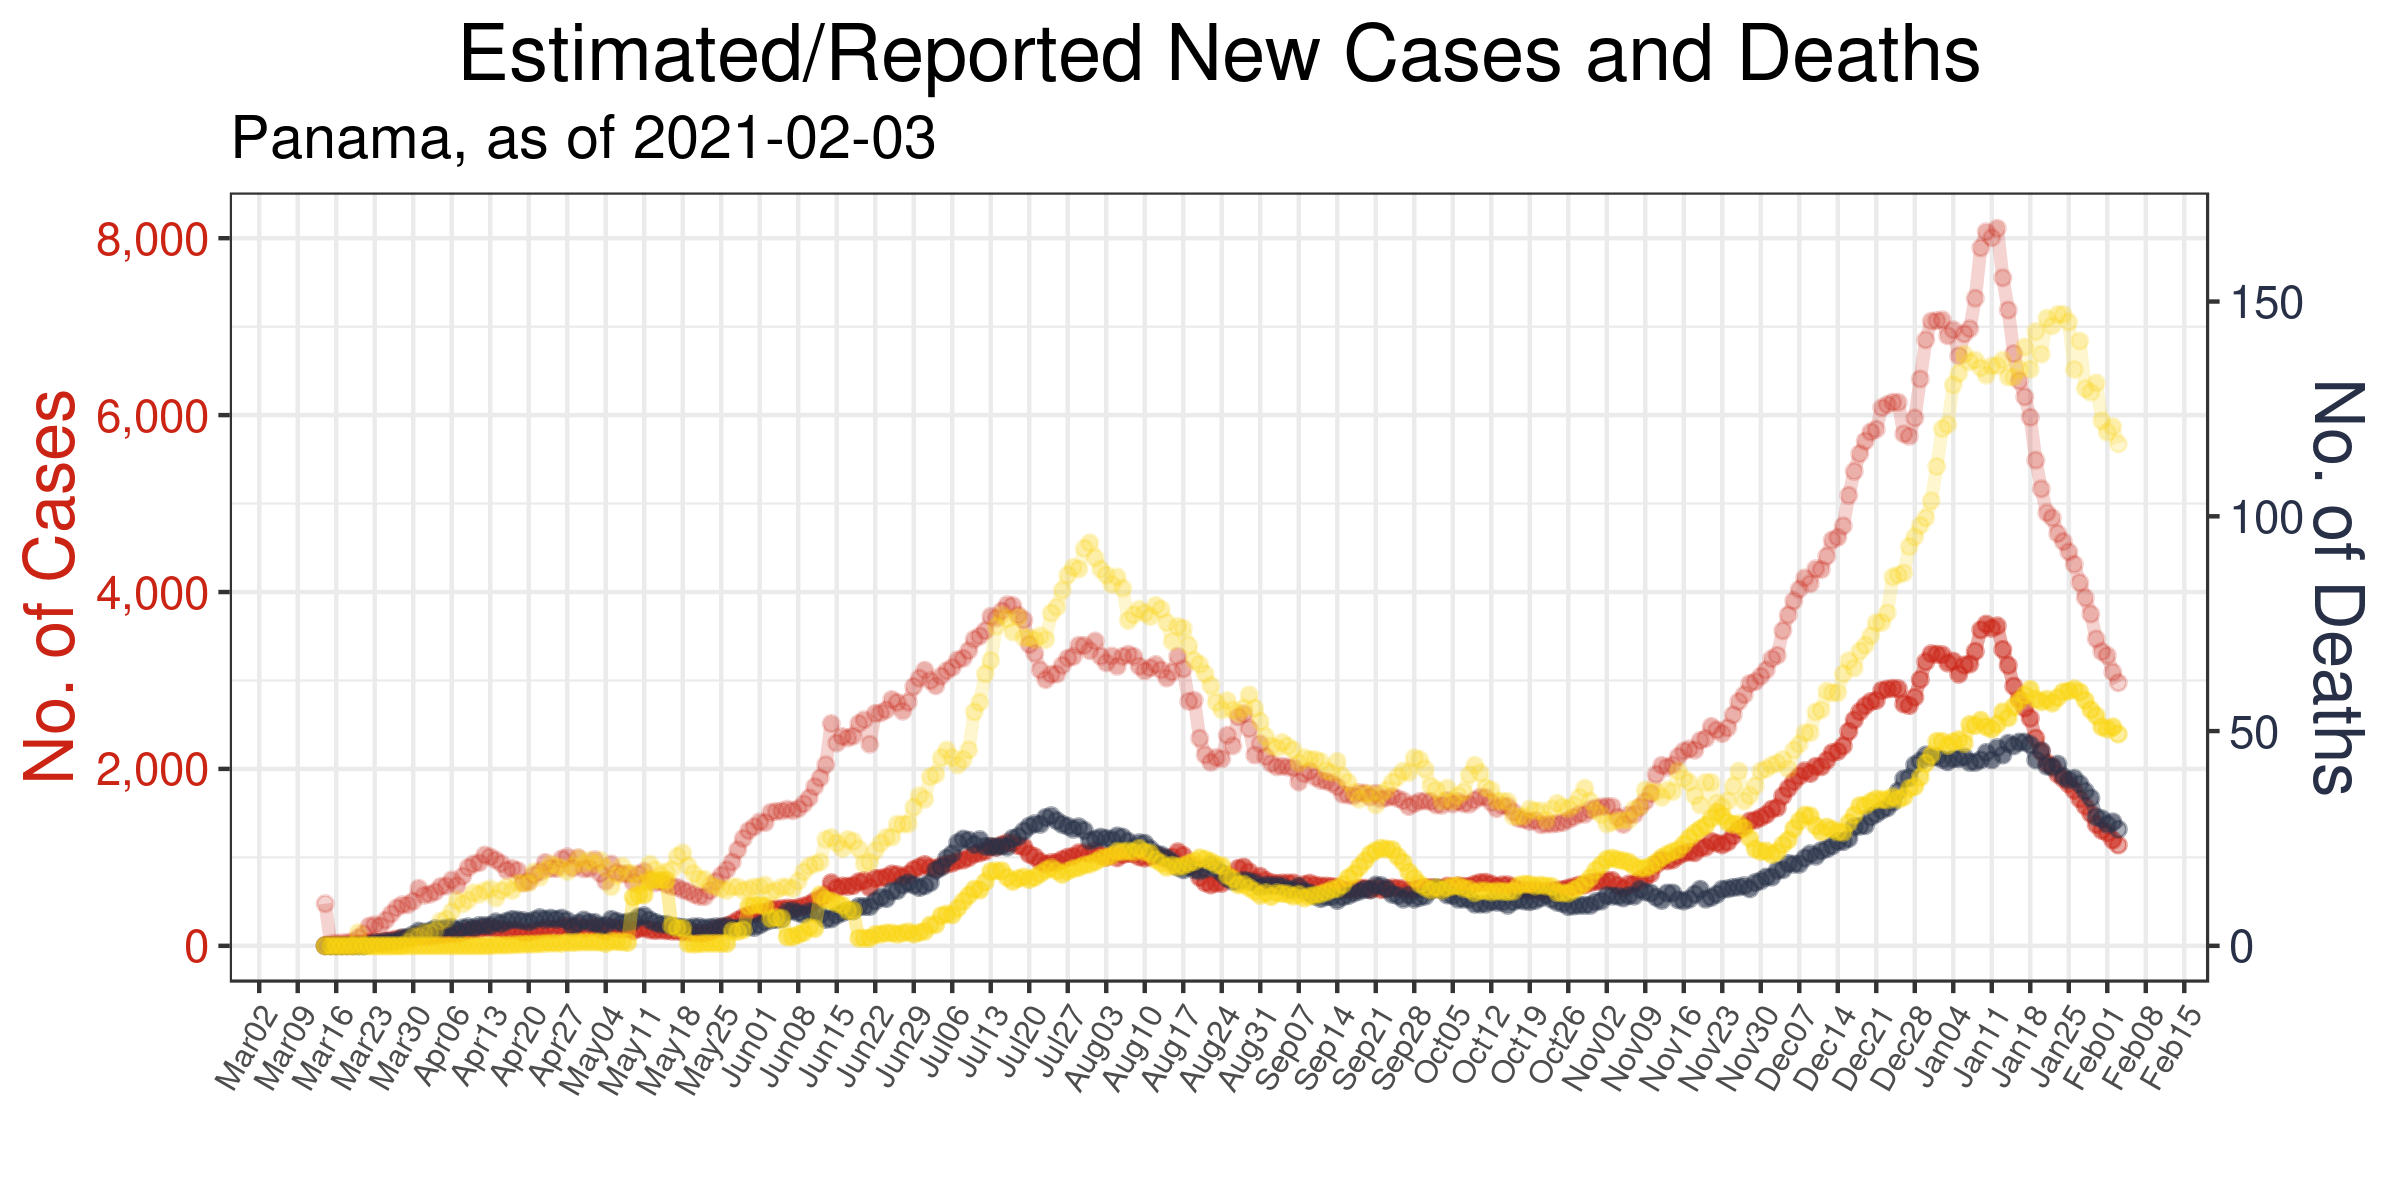 Estimated/Reported New Cases and Deaths
Panama, as of 2021-02-03
No. of Cases
8,000
6,000
4,000
2,000
0
150
100
50
0
No. of Deaths
Mar02
Mar09
Mar16
Mar23
Mar30
Apr06
Apr13
Apr20
Apr27
May04
May11
May18
May25
Jun01
Jun08
Jun15
Jun22
Jun29
Jul06
Jul13
Jul20
Jul27
Aug03
Aug10
Aug17
Aug24
Aug31
Sep07
Sep14
Sep21
Sep28
Oct05
Oct12
Oct19
Oct26
Nov02
Nov09
Nov16
Nov23
Nov30
Nov07
Dec14
Dec14
Dec21
Dec28
Dec04
Jan11
Jan18
Jan18
Jan25
Feb01
Feb08
Feb15